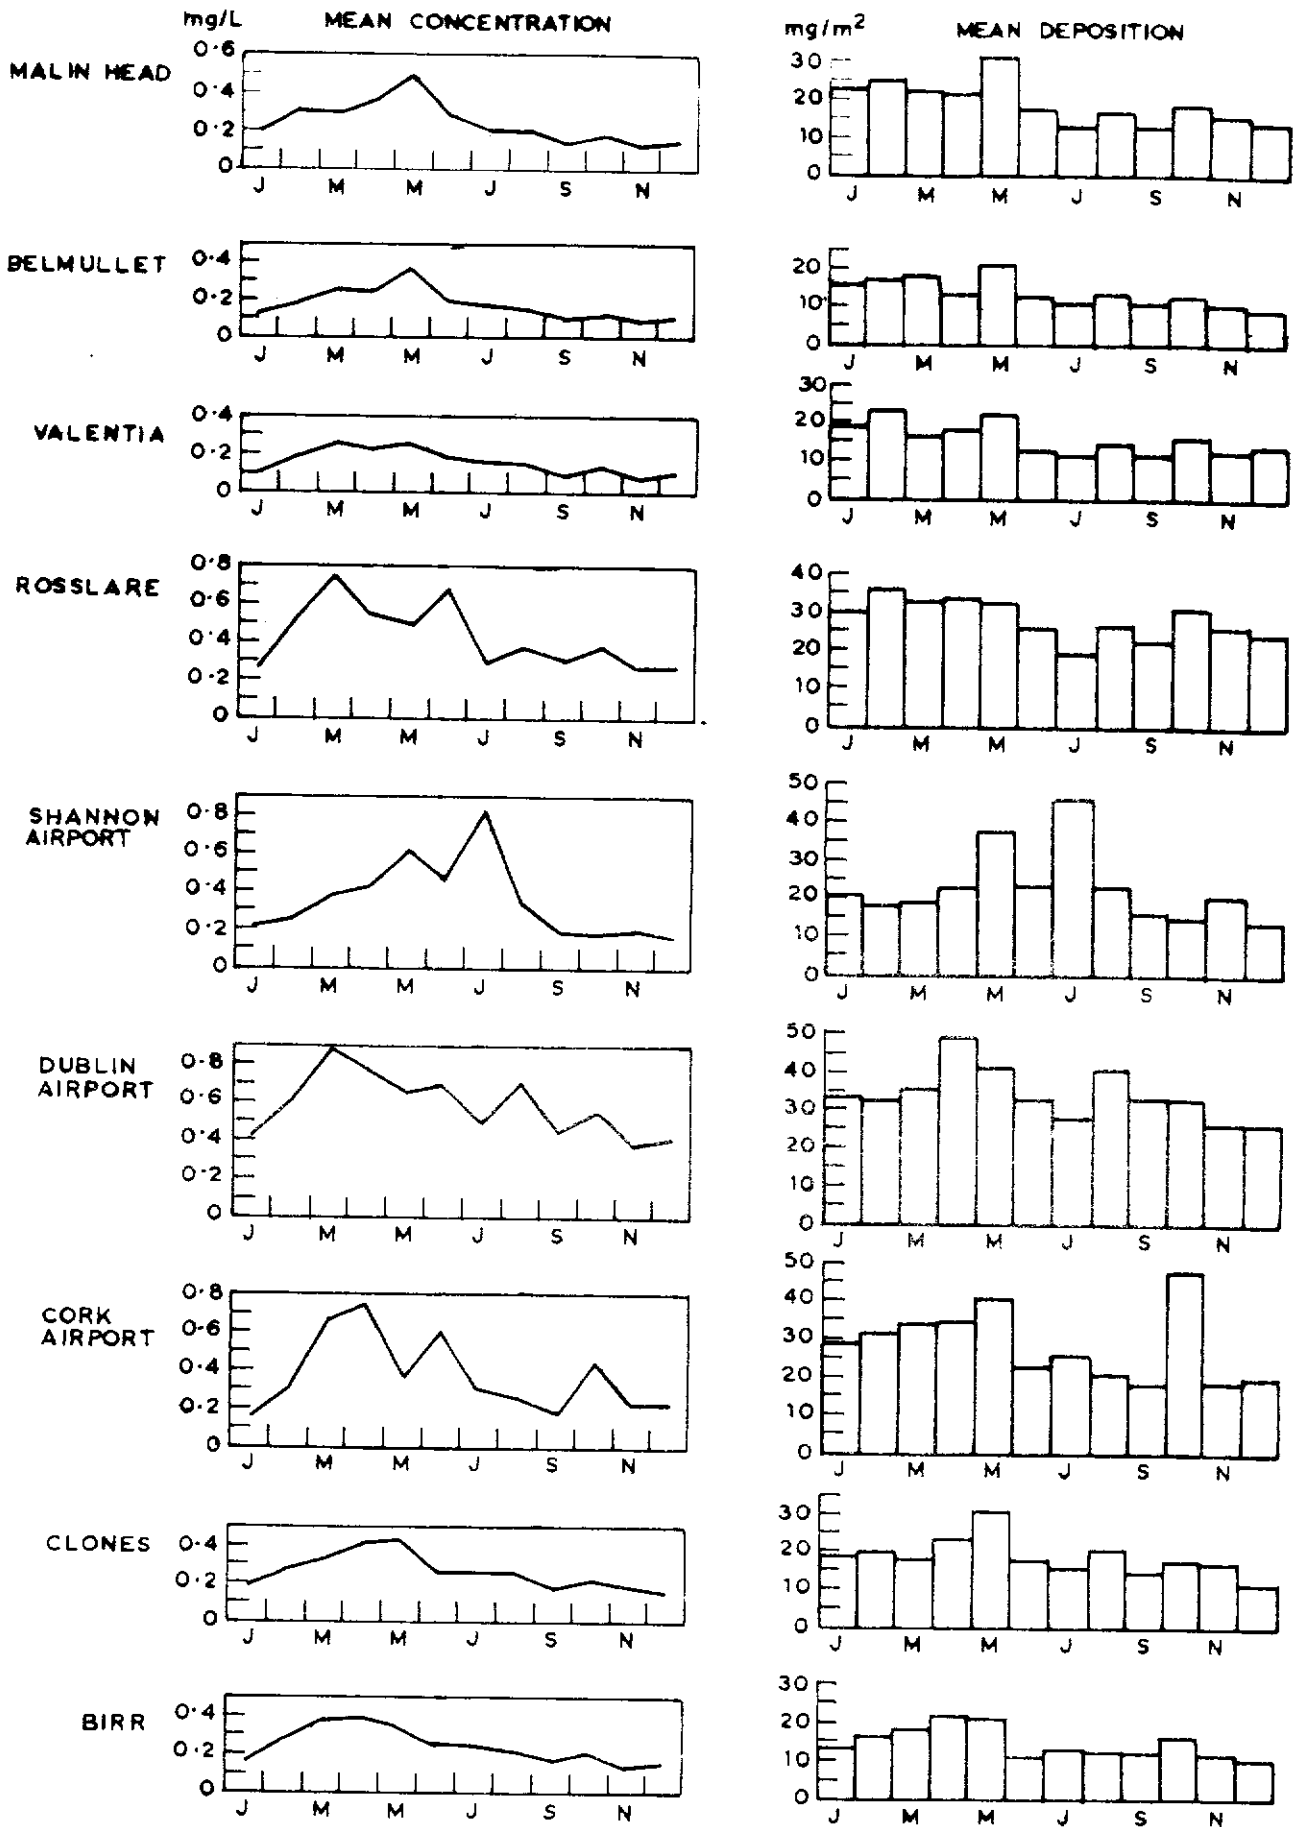 mg/L MEAN CONCENTRATION mg/m² MEAN DEPOSITION
MALIN HEAD
0.6
0.4
0.2
0
J M M J S N
30
20
10
0
J M M J S N
BELMULLET
0.4
0.2
0
J M M J S N
20
10
0
J M M J S N
VALENTIA
0.4
0.2
0
J M M J S N
30
20
10
0
J M M J S N
ROSSLARE
0.8
0.6
0.4
0.2
0
J M M J S N
40
30
20
10
0
J M M J S N
SHANNON
AIRPORT
0.8
0.6
0.4
0.2
0
J M M J S N
50
40
30
20
10
0
J M M J S N
DUBLIN
AIRPORT
0.8
0.6
0.4
0.2
0
J M M J S N
50
40
30
20
10
0
J M M J S N
CORK
AIRPORT
0.8
0.6
0.4
0.2
0
J M M J S N
50
40
30
20
10
0
J M M J S N
CLONES
0.4
0.2
0
J M M J S N
30
20
10
0
J M M J S N
BIRR
0.4
0.2
0
J M M J S N
30
20
10
0
J M M J S N